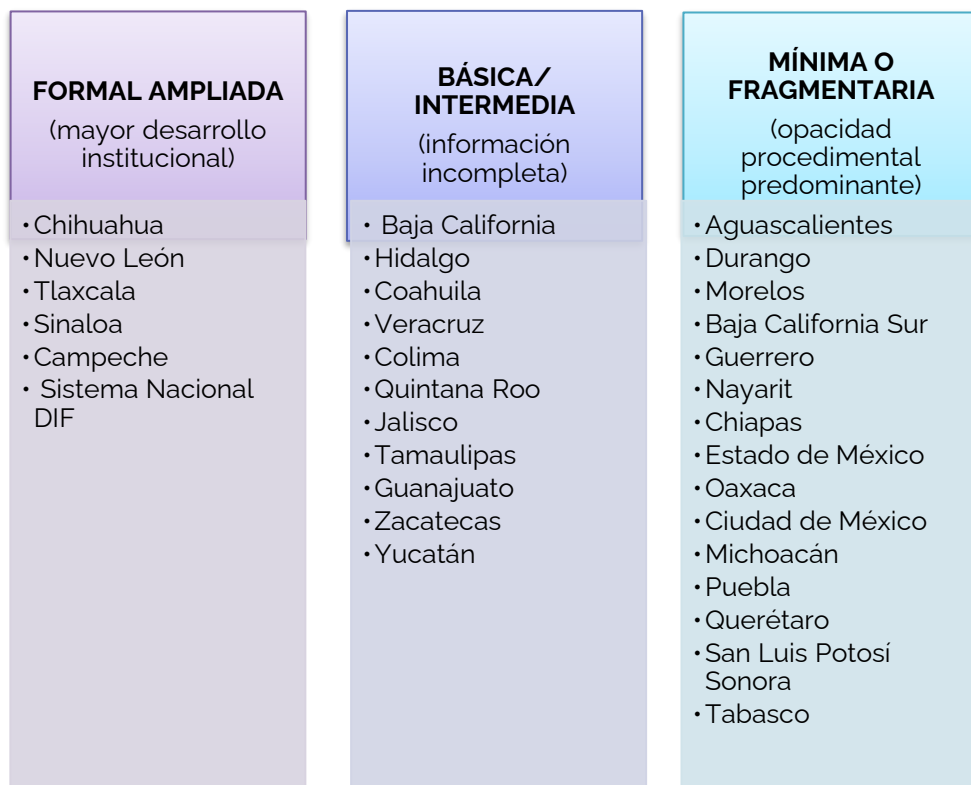 FORMAL AMPLIADA
(mayor desarrollo
institucional)
• Chihuahua
• Nuevo León
• Tlaxcala
• Sinaloa
• Campeche
• Sistema Nacional
DIF
BÁSICA/
INTERMEDIA
(información
incompleta)
• Baja California
• Hidalgo
• Coahuila
• Veracruz
• Colima
• Quintana Roo
• Jalisco
• Tamaulipas
• Guanajuato
• Zacatecas
• Yucatán
MÍNIMA O
FRAGMENTARIA
(opacidad
procedimental
predominante)
• Aguascalientes
• Durango
• Morelos
• Baja California Sur
• Guerrero
• Nayarit
• Chiapas
• Estado de México
• Oaxaca
• Ciudad de México
• Michoacán
• Puebla
• Querétaro
• San Luis Potosí
Sonora
• Tabasco